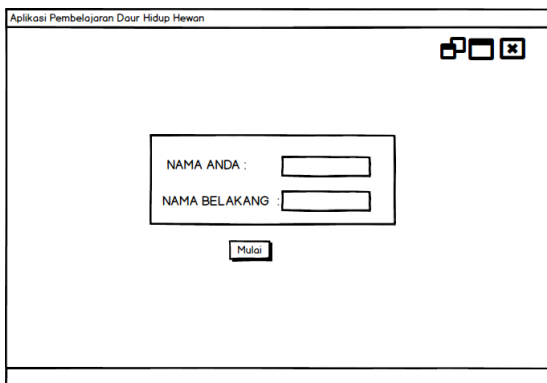 Aplikasi Pembelajaran Daur Hidup Hewan
NAMA ANDA :
NAMA BELAKANG :
Mulai